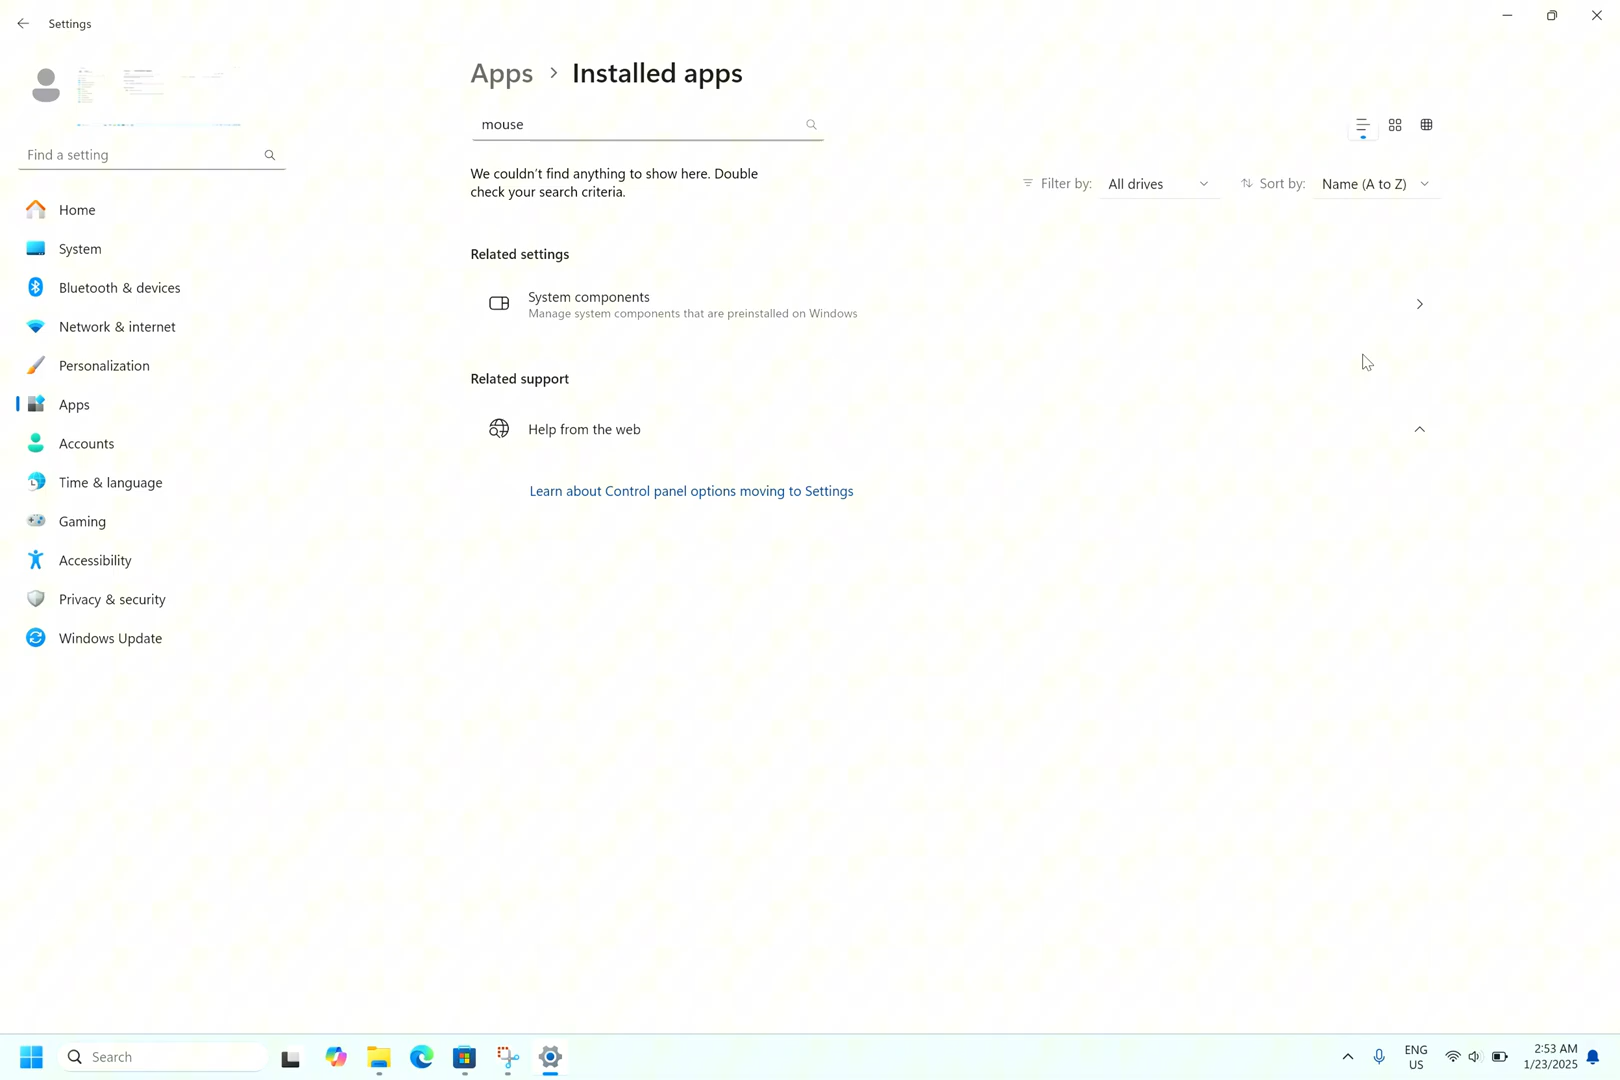 Settings
Apps > Installed apps
mouse
Find a setting
We couldn't find anything to show here. Double
check your search criteria.
Filter by: All drives
Sort by: Name (A to Z)
Home
System
Bluetooth & devices
Network & internet
Personalization
Apps
Accounts
Time & language
Gaming
Accessibility
Privacy & security
Windows Update
Related settings
System components
Manage system components that are preinstalled on Windows
Related support
Help from the web
Learn about Control panel options moving to Settings
Search
ENG
US
2:53 AM
1/23/2025